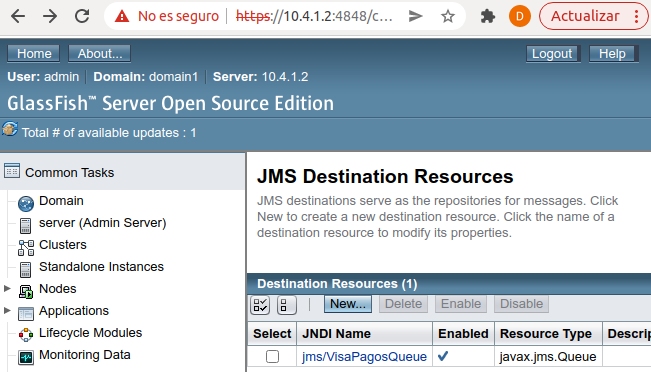 No es seguro https://10.4.1.2:4848/c... D Actualizar
Home About... Logout Help
User: admin Domain: domain1 Server: 10.4.1.2
GlassFish™ Server Open Source Edition
Total # of available updates : 1
Common Tasks
Domain
server (Admin Server)
Clusters
Standalone Instances
Nodes
Applications
Lifecycle Modules
Monitoring Data
JMS Destination Resources
JMS destinations serve as the repositories for messages. Click
New to create a new destination resource. Click the name of a
destination resource to modify its properties.
Destination Resources (1)
New... Delete Enable Disable
Select JNDI Name Enabled Resource Type Descrip
jms/VisaPagosQueue javax.jms.Queue